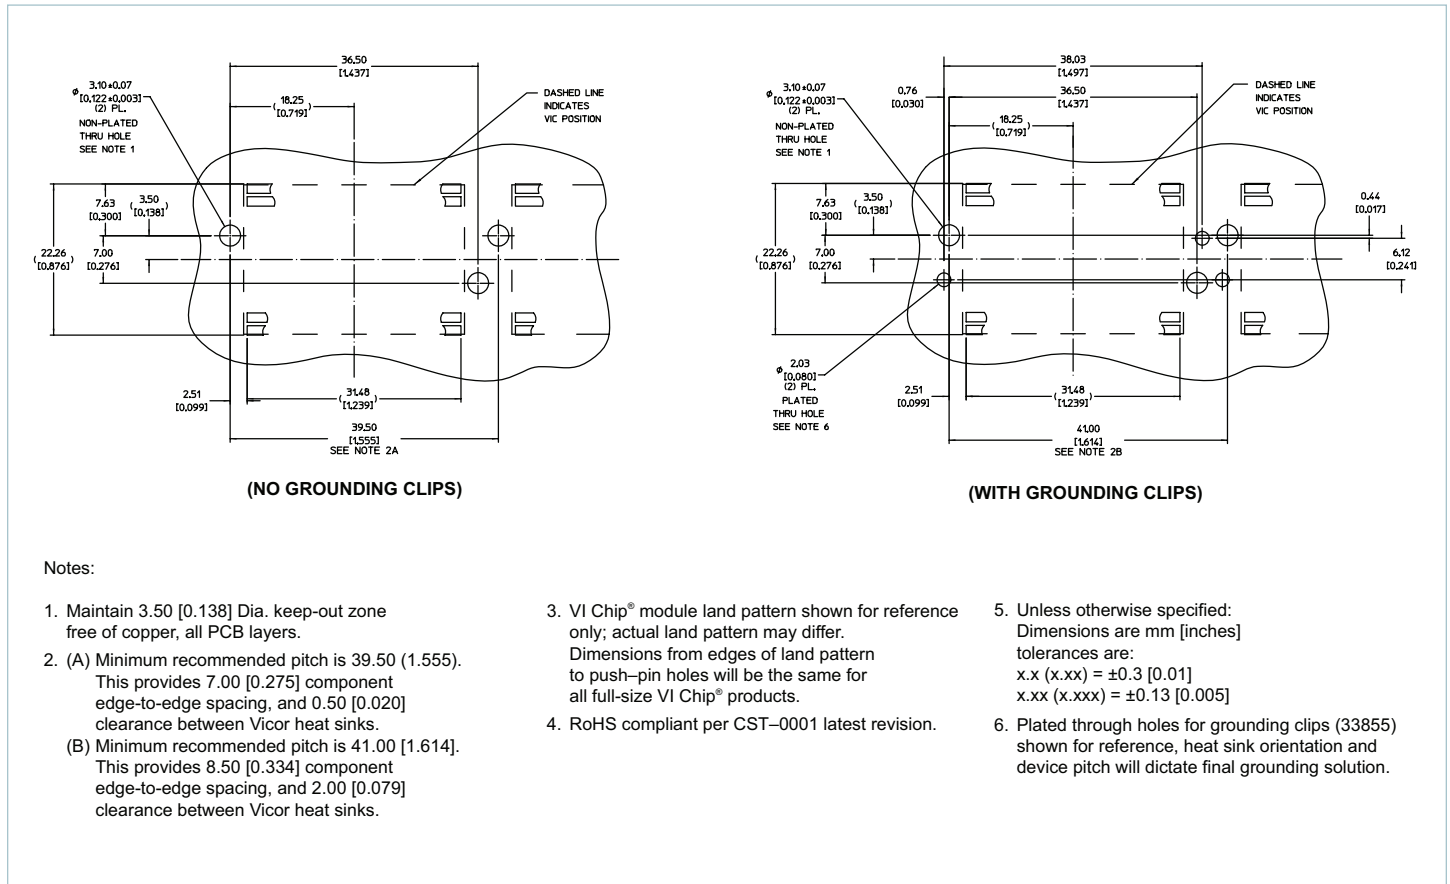 36.50
[1.437]
18.25
[0.719]
ø 3.10±0.07
[0.122±0.003]
(2) PL.
NON-PLATED
THRU HOLE
SEE NOTE 1
DASHED LINE
INDICATES
VIC POSITION
7.63
[0.300]
(3.50
[0.138])
(22.26
[0.876])
7.00
[0.276]
2.51
[0.099]
(31.48
[1.239])
39.50
[1.555]
SEE NOTE 2A
(NO GROUNDING CLIPS)
38.03
[1.497]
0.76
[0.030]
36.50
[1.437]
(18.25
[0.719])
ø 3.10±0.07
[0.122±0.003]
(2) PL.
NON-PLATED
THRU HOLE
SEE NOTE 1
DASHED LINE
INDICATES
VIC POSITION
7.63
[0.300]
(3.50
[0.138])
0.44
[0.017]
(22.26
[0.876])
7.00
[0.276]
6.12
[0.241]
ø 2.03
[0.080]
(2) PL.
PLATED
THRU HOLE
SEE NOTE 6
2.51
[0.099]
(31.48
[1.239])
41.00
[1.614]
SEE NOTE 2B
(WITH GROUNDING CLIPS)
Notes:
1. Maintain 3.50 [0.138] Dia. keep-out zone
free of copper, all PCB layers.
2. (A) Minimum recommended pitch is 39.50 (1.555).
This provides 7.00 [0.275] component
edge-to-edge spacing, and 0.50 [0.020]
clearance between Vicor heat sinks.
(B) Minimum recommended pitch is 41.00 [1.614].
This provides 8.50 [0.334] component
edge-to-edge spacing, and 2.00 [0.079]
clearance between Vicor heat sinks.
3. VI Chip® module land pattern shown for reference
only; actual land pattern may differ.
Dimensions from edges of land pattern
to push–pin holes will be the same for
all full-size VI Chip® products.
4. RoHS compliant per CST–0001 latest revision.
5. Unless otherwise specified:
Dimensions are mm [inches]
tolerances are:
x.x (x.xx) = ±0.3 [0.01]
x.xx (x.xxx) = ±0.13 [0.005]
6. Plated through holes for grounding clips (33855)
shown for reference, heat sink orientation and
device pitch will dictate final grounding solution.